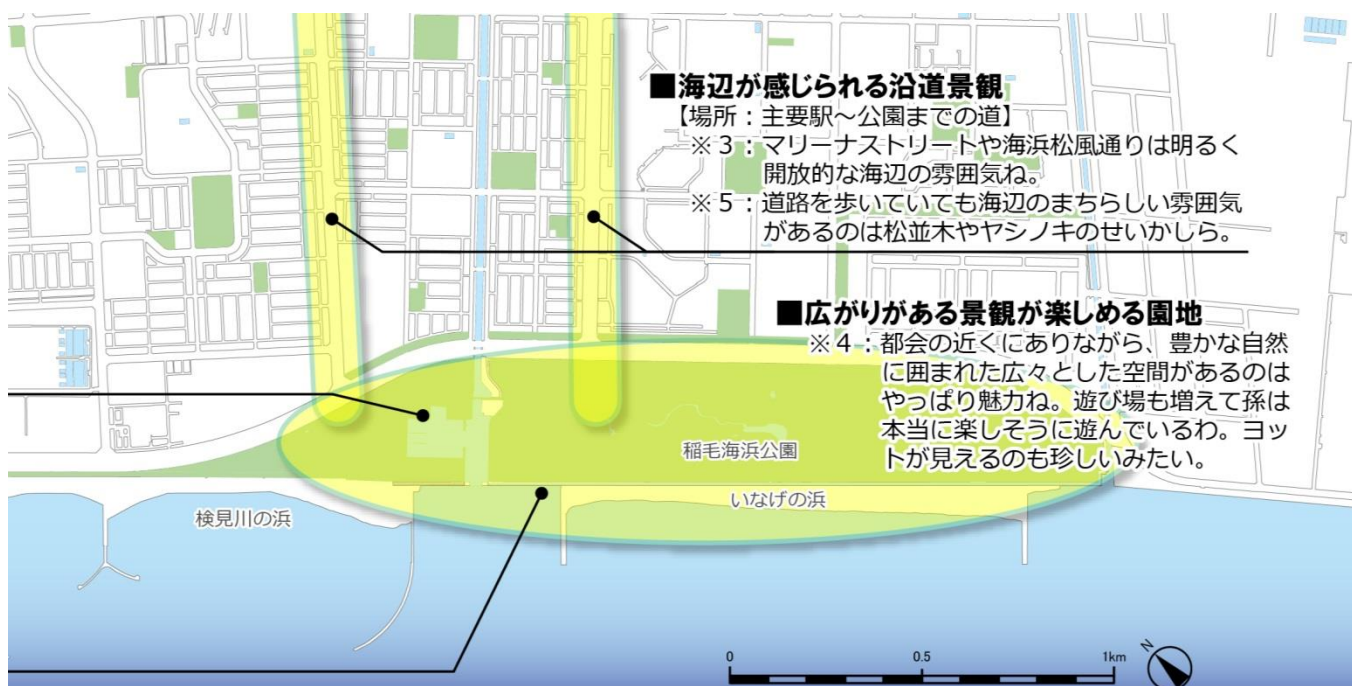 ■海辺が感じられる沿道景観
【場所：主要駅～公園までの道】
※３：マリーナストリートや海浜松風通りは明るく
開放的な海辺の雰囲気ね。
※５：道路を歩いていても海辺のまちらしい雰囲気
があるのは松並木やヤシノキのせいかしら。
■広がりがある景観が楽しめる園地
※４：都会の近くにありながら、豊かな自然
に囲まれた広々とした空間があるのは
やっぱり魅力ね。遊び場も増えて孫は
本当に楽しそうに遊んでいるわ。ヨッ
トが見えるのも珍しいみたい。
稲毛海浜公園
いなげの浜
検見川の浜
0 0.5 1km
N